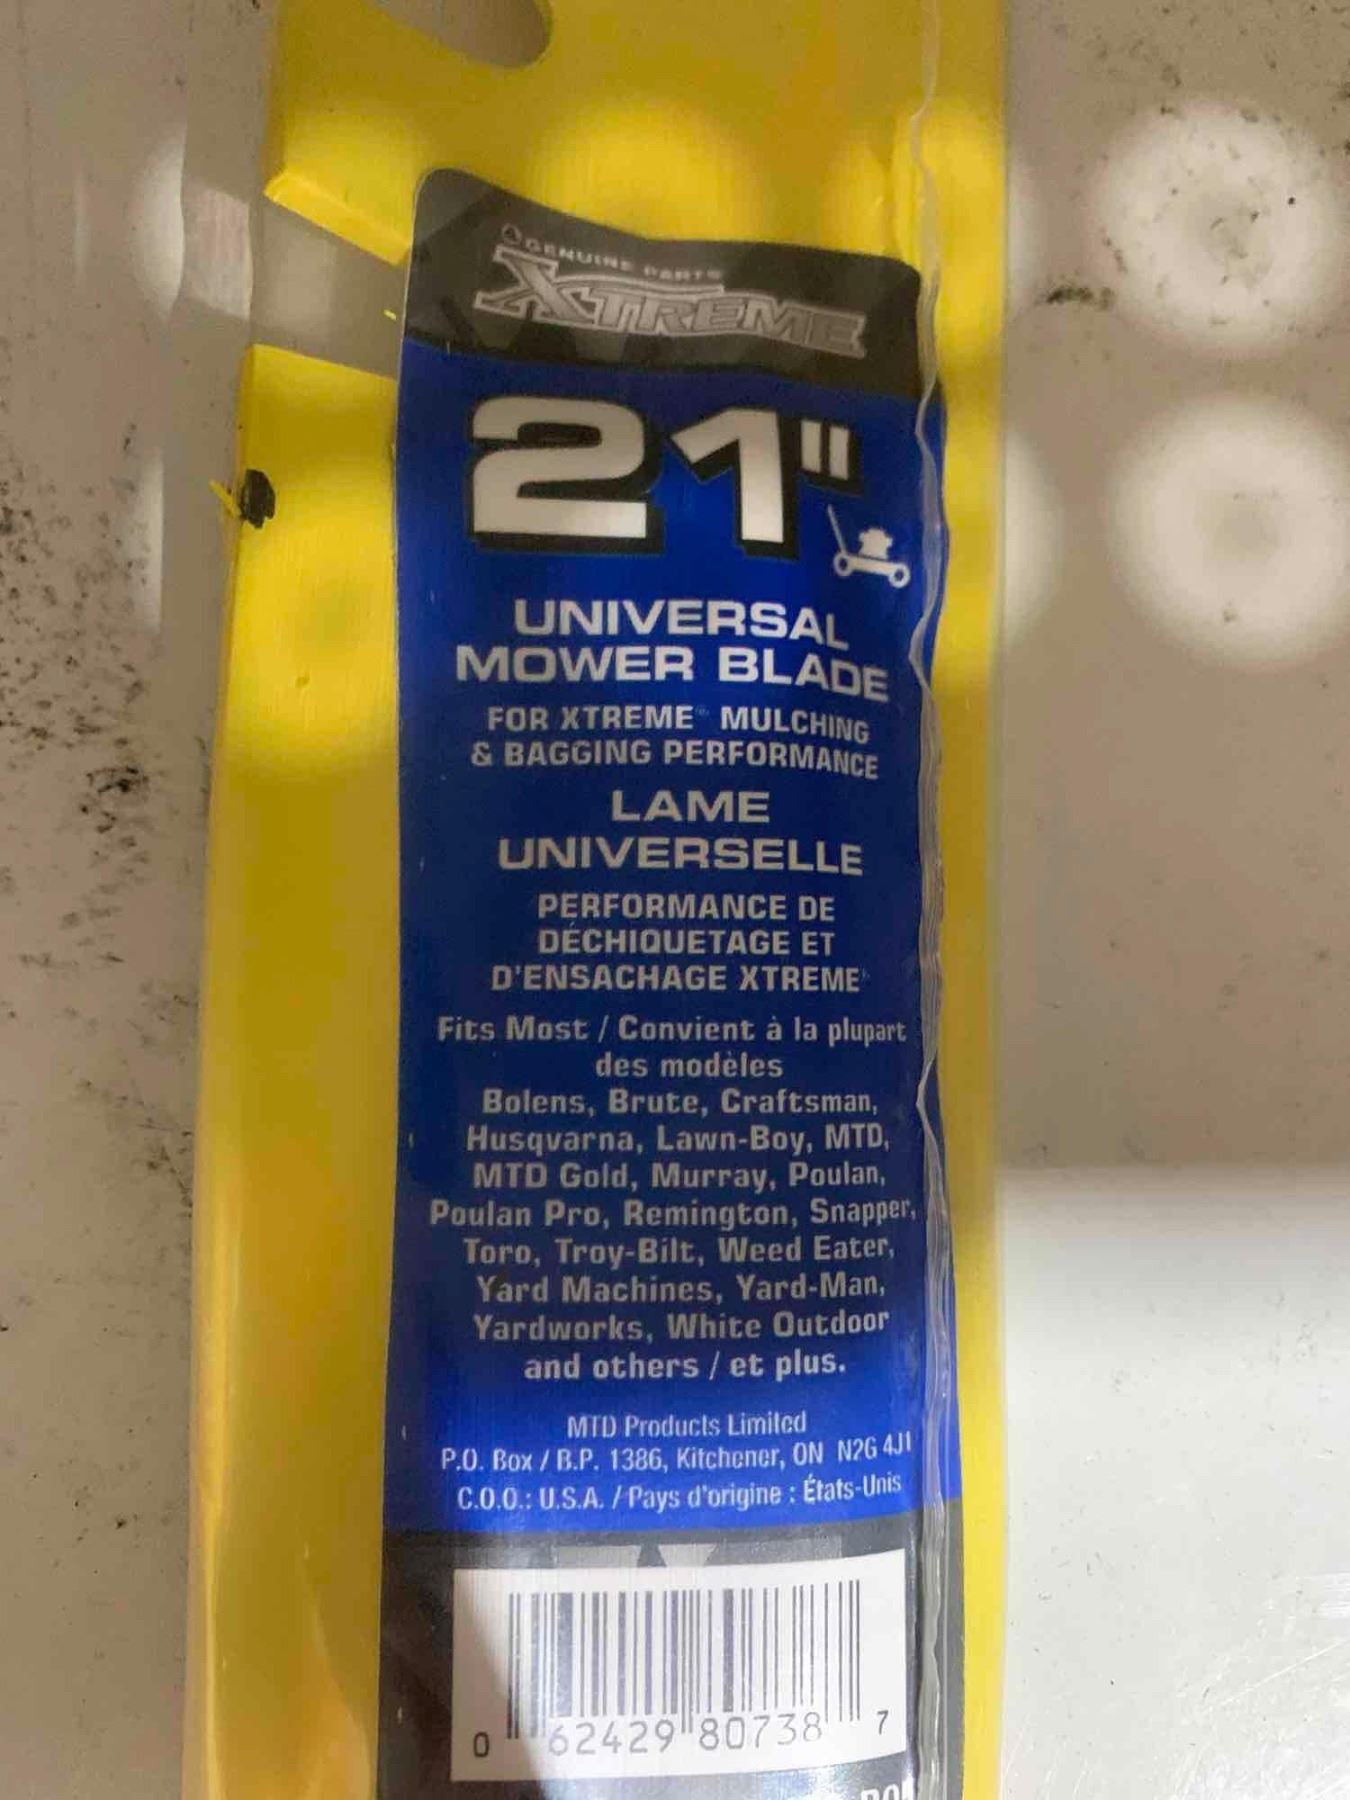 GENUINE PARTS
XTREME
21"
UNIVERSAL
MOWER BLADE
FOR XTREME™ MULCHING
& BAGGING PERFORMANCE
LAME
UNIVERSELLE
PERFORMANCE DE
DÉCHIQUETAGE ET
D'ENSACHAGE XTREME
Fits Most / Convient à la plupart
des modèles
Bolens, Brute, Craftsman,
Husqvarna, Lawn-Boy, MTD,
MTD Gold, Murray, Poulan,
Poulan Pro, Remington, Snapper,
Toro, Troy-Bilt, Weed Eater,
Yard Machines, Yard-Man,
Yardworks, White Outdoor
and others / et plus.
MTD Products Limited
P.O. Box / B.P. 1386, Kitchener, ON N2G 4J1
C.O.O.: U.S.A. / Pays d'origine : États-Unis
0 62429 80738 7